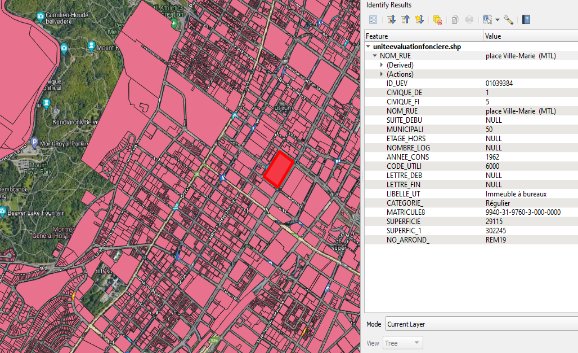 Identify Results
Feature Value
uniteevaluationfonciere.shp
NOM_RUE place Ville-Marie (MTL)
(Derived)
(Actions)
ID_UEV 01039384
CIVIQUE_DE 1
CIVIQUE_FI 5
NOM_RUE place Ville-Marie (MTL)
SUITE_DEBU NULL
MUNICIPALI 50
ETAGE_HORS NULL
NOMBRE_LOG NULL
ANNEE_CONS 1962
CODE_UTILI 6000
LETTRE_DEB NULL
LETTRE_FIN NULL
LIBELLE_UT Immeuble à bureaux
CATEGORIE_ Régulier
MATRICULE8 9940-31-9760-3-000-0000
SUPERFICIE 29115
SUPERFIC_1 302245
NO_ARROND_ REM19
Mode Current Layer
View Tree